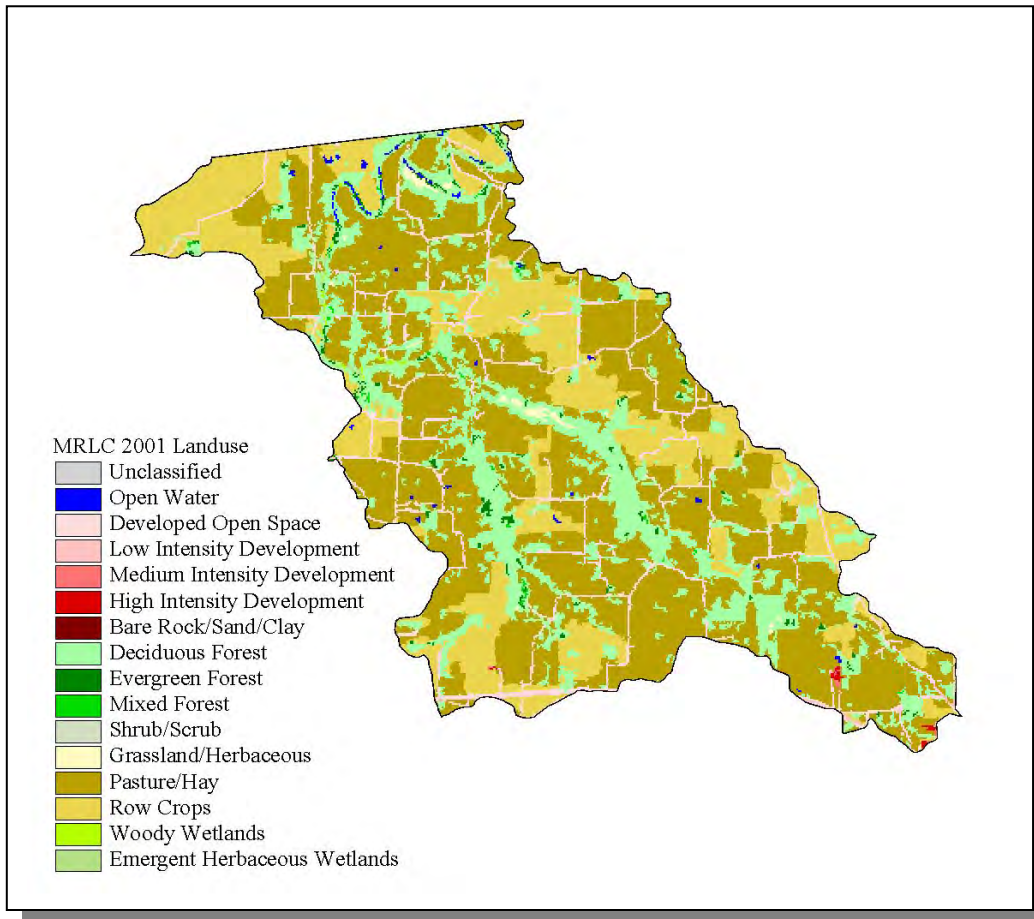 MRLC 2001 Landuse
Unclassified
Open Water
Developed Open Space
Low Intensity Development
Medium Intensity Development
High Intensity Development
Bare Rock/Sand/Clay
Deciduous Forest
Evergreen Forest
Mixed Forest
Shrub/Scrub
Grassland/Herbaceous
Pasture/Hay
Row Crops
Woody Wetlands
Emergent Herbaceous Wetlands